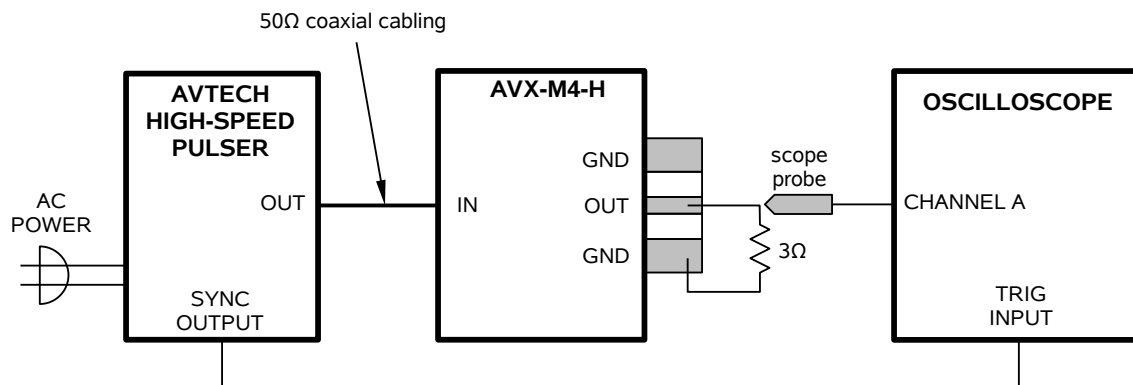 50Ω coaxial cabling
AVTECH
HIGH-SPEED
PULSER
OUT
AC
POWER
SYNC
OUTPUT
AVX-M4-H
IN
GND
OUT
GND
3Ω
scope
probe
OSCILLOSCOPE
CHANNEL A
TRIG
INPUT